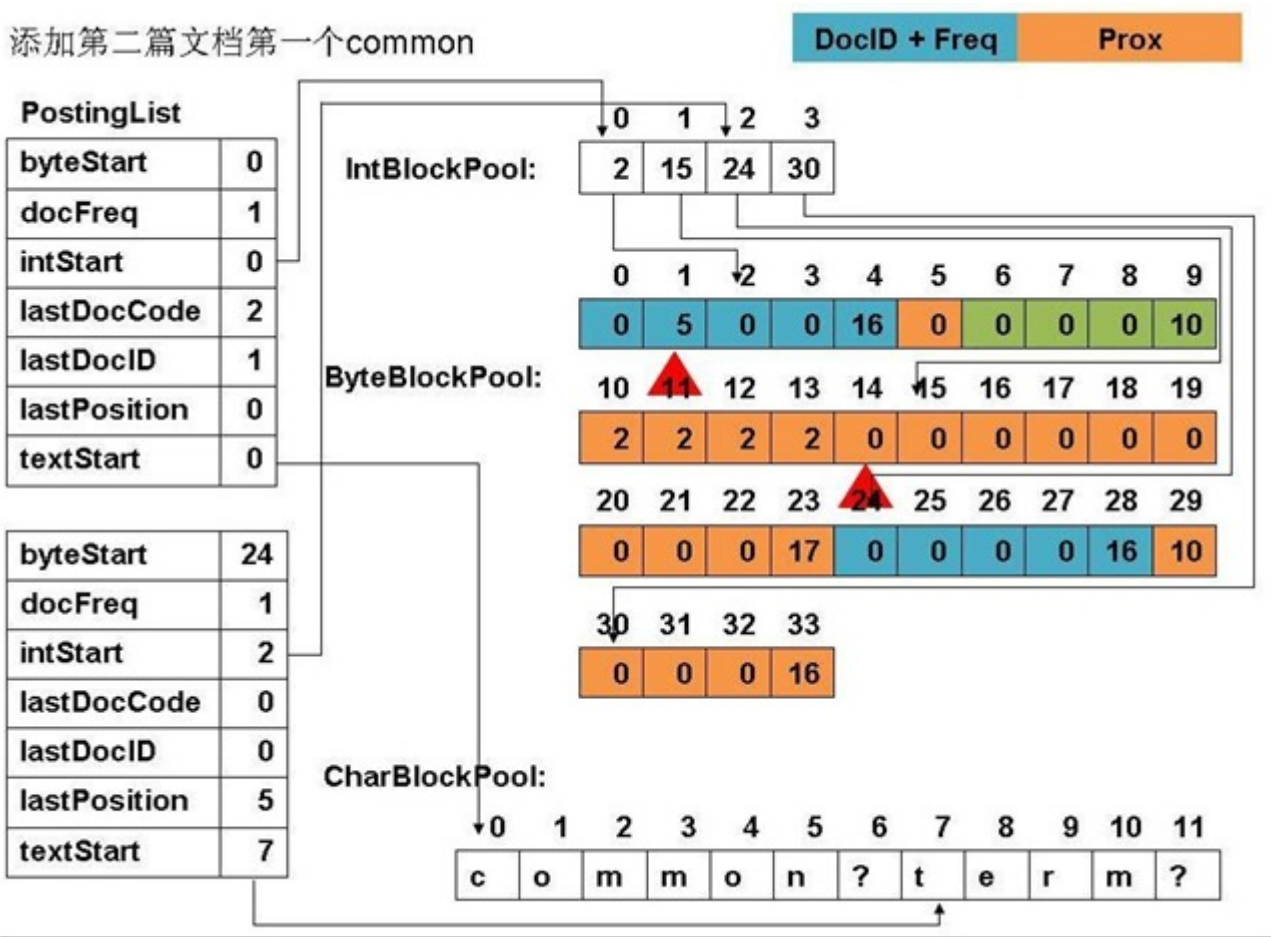 添加第二篇文档第一个common
DocID + Freq Prox
PostingList
byteStart 0
docFreq 1
intStart 0
lastDocCode 2
lastDocID 1
lastPosition 0
textStart 0
byteStart 24
docFreq 1
intStart 2
lastDocCode 0
lastDocID 0
lastPosition 5
textStart 7
0 1 2 3
IntBlockPool: 2 15 24 30
ByteBlockPool:
0 1 2 3 4 5 6 7 8 9
0 5 0 0 16 0 0 0 0 10
10 11 12 13 14 15 16 17 18 19
2 2 2 2 0 0 0 0 0 0
20 21 22 23 24 25 26 27 28 29
0 0 0 17 0 0 0 0 16 10
30 31 32 33
0 0 0 16
CharBlockPool:
0 1 2 3 4 5 6 7 8 9 10 11
c o m m o n ? t e r m ?